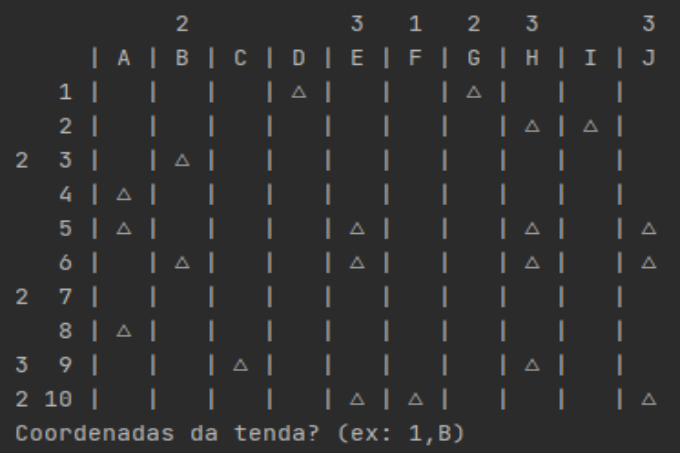 2     3 1 2 3   3
| A | B | C | D | E | F | G | H | I | J
1 |   |   |   | △ |   |   | △ |   |   |
2 |   |   |   |   |   |   |   | △ | △ |
2 3 |   | △ |   |   |   |   |   |   |   |
4 | △ |   |   |   |   |   |   |   |   |
5 | △ |   |   |   | △ |   |   | △ |   | △
6 |   | △ |   |   | △ |   |   | △ |   | △
2 7 |   |   |   |   |   |   |   |   |   |
8 | △ |   |   |   |   |   |   |   |   |
3 9 |   |   | △ |   |   |   |   | △ |   |
2 10 |   |   |   |   | △ | △ |   |   |   | △
Coordenadas da tenda? (ex: 1,B)